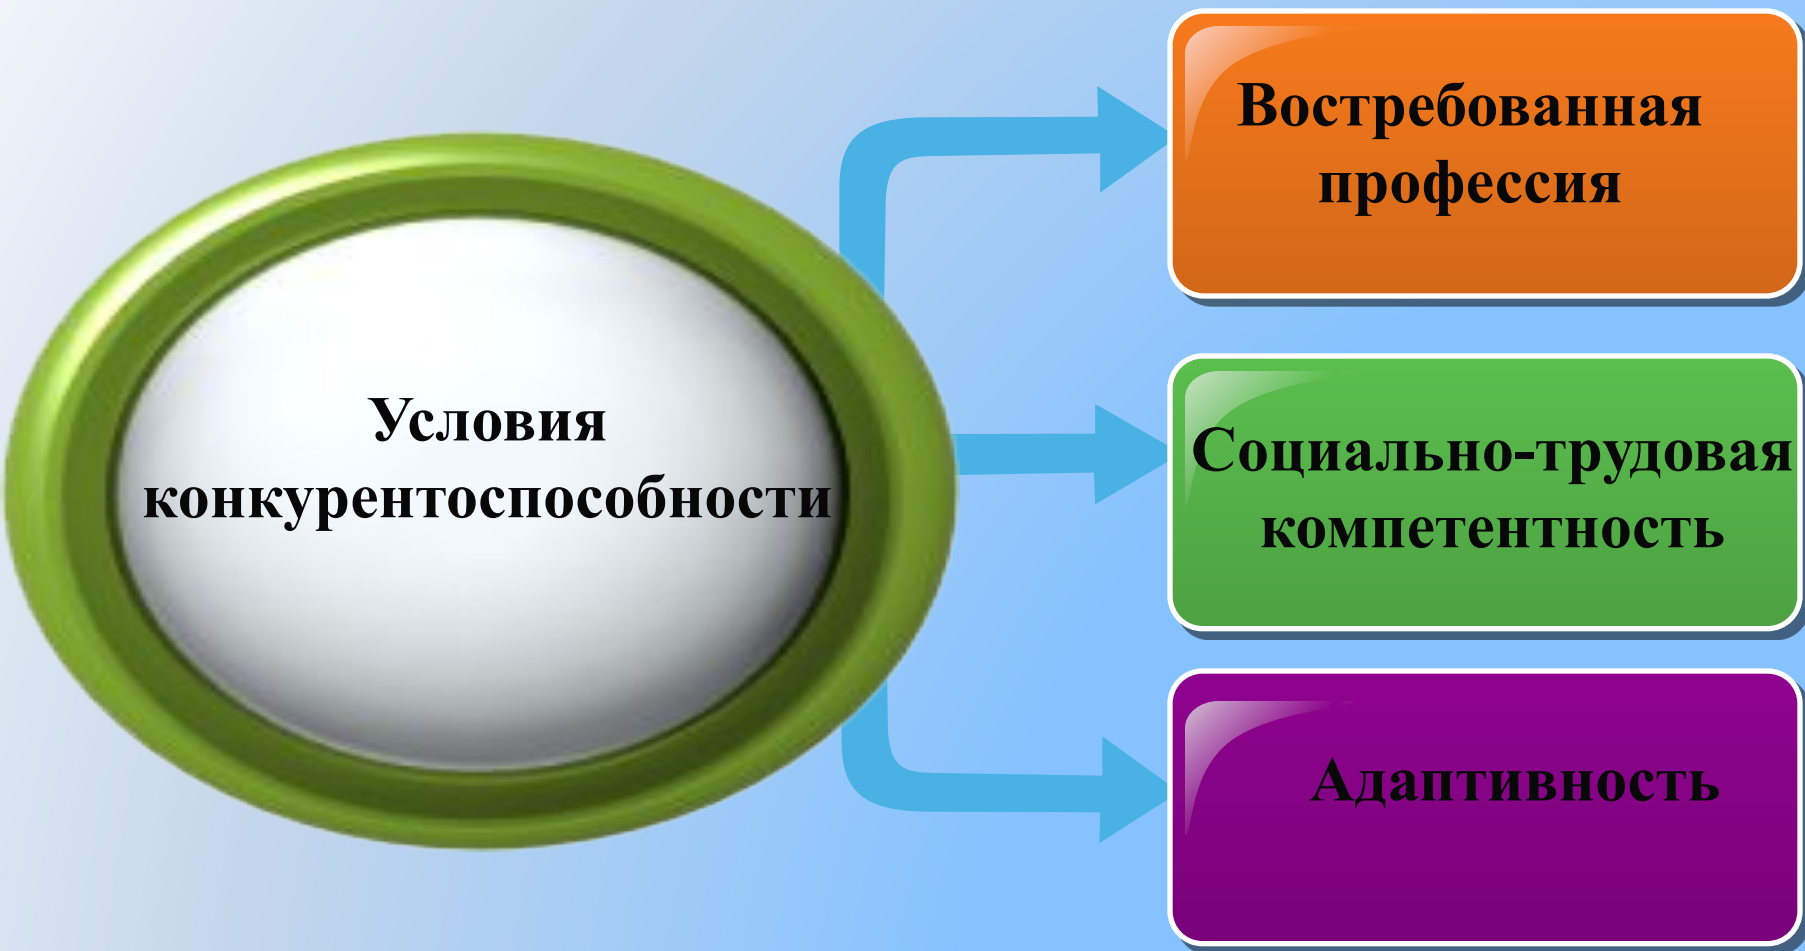 Условия
конкурентоспособности
Востребованная
профессия
Социально-трудовая
компетентность
Адаптивность